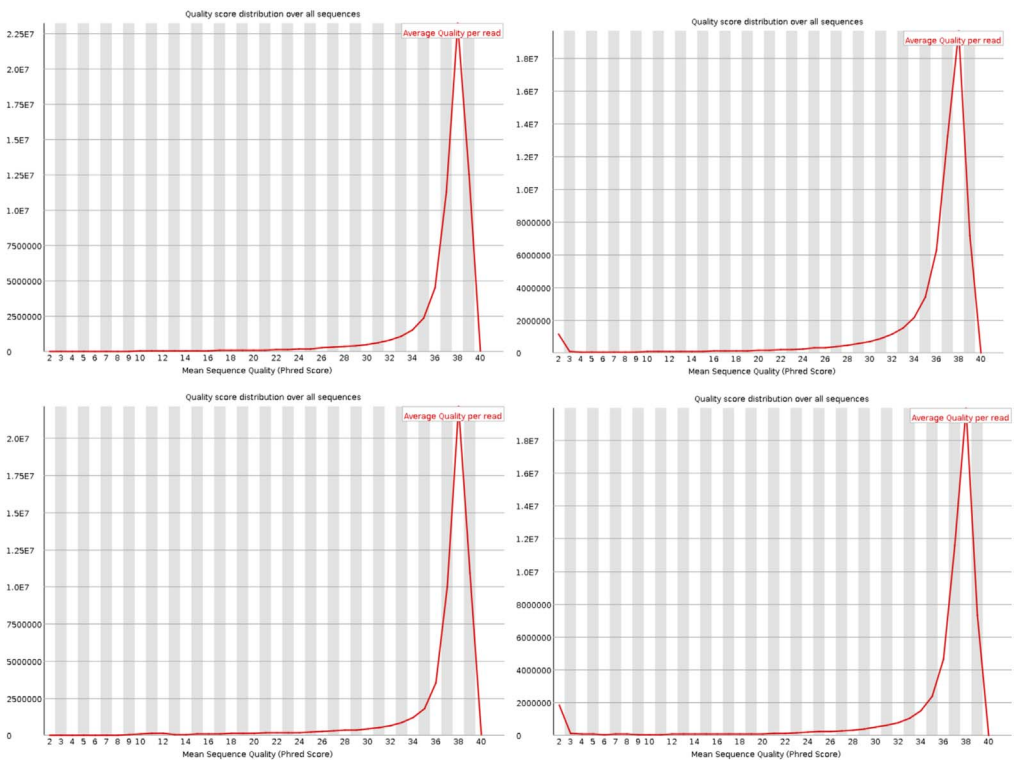 Quality score distribution over all sequences
Average Quality per read
2.25E7
2.0E7
1.75E7
1.5E7
1.25E7
1.0E7
7500000
5000000
2500000
0
2 3 4 5 6 7 8 9 10 12 14 16 18 20 22 24 26 28 30 32 34 36 38 40
Mean Sequence Quality (Phred Score)
Quality score distribution over all sequences
Average Quality per read
1.8E7
1.6E7
1.4E7
1.2E7
1.0E7
8000000
6000000
4000000
2000000
0
2 3 4 5 6 7 8 9 10 12 14 16 18 20 22 24 26 28 30 32 34 36 38 40
Mean Sequence Quality (Phred Score)
Quality score distribution over all sequences
Average Quality per read
2.0E7
1.75E7
1.5E7
1.25E7
1.0E7
7500000
5000000
2500000
0
2 3 4 5 6 7 8 9 10 12 14 16 18 20 22 24 26 28 30 32 34 36 38 40
Mean Sequence Quality (Phred Score)
Quality score distribution over all sequences
Average Quality per read
1.8E7
1.6E7
1.4E7
1.2E7
1.0E7
8000000
6000000
4000000
2000000
0
2 3 4 5 6 7 8 9 10 12 14 16 18 20 22 24 26 28 30 32 34 36 38 40
Mean Sequence Quality (Phred Score)